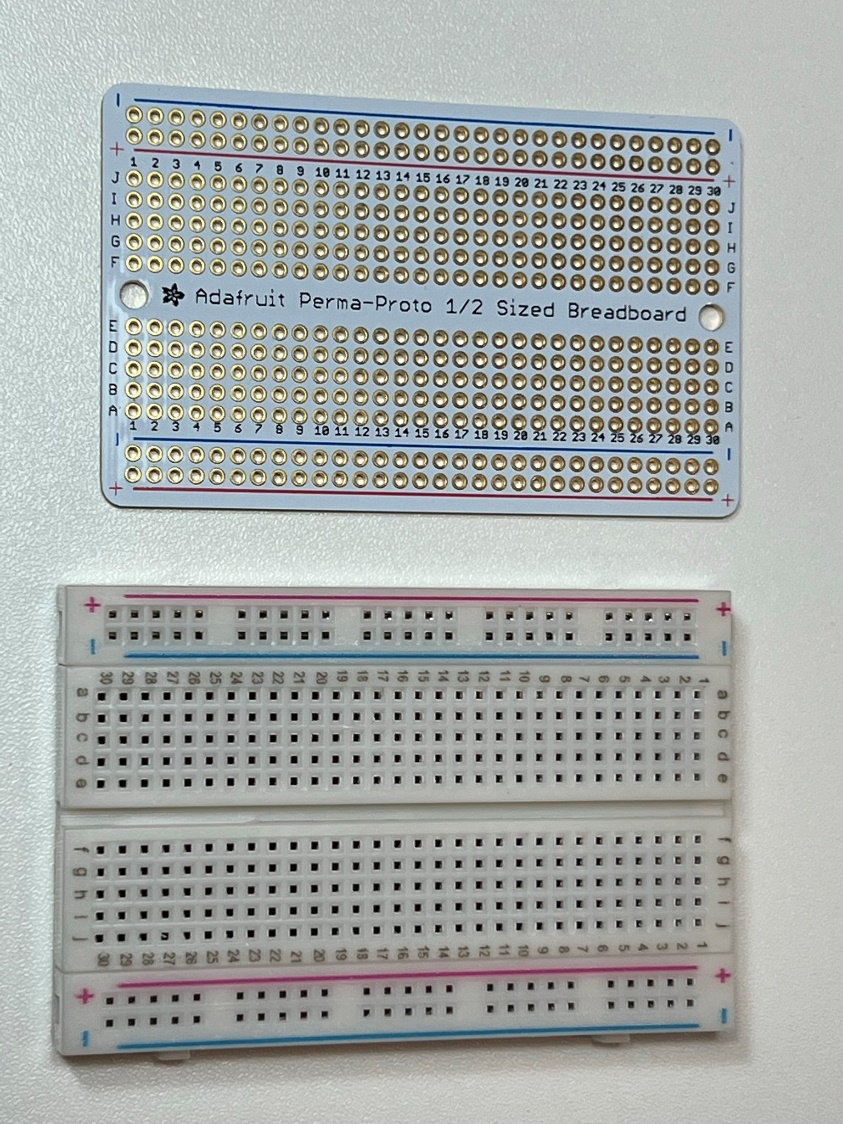 - -
+ +
1 2 3 4 5 6 7 8 9 10 11 12 13 14 15 16 17 18 19 20 21 22 23 24 25 26 27 28 29 30
J J
I I
H H
G G
F F
Adafruit Perma-Proto 1/2 Sized Breadboard
E E
D D
C C
B B
A A
1 2 3 4 5 6 7 8 9 10 11 12 13 14 15 16 17 18 19 20 21 22 23 24 25 26 27 28 29 30
- -
+ +
+ +
- -
30 29 28 27 26 25 24 23 22 21 20 19 18 17 16 15 14 13 12 11 10 9 8 7 6 5 4 3 2 1
a a
b b
c c
d d
e e
f f
g g
h h
i i
j j
30 29 28 27 26 25 24 23 22 21 20 19 18 17 16 15 14 13 12 11 10 9 8 7 6 5 4 3 2 1
+ +
- -